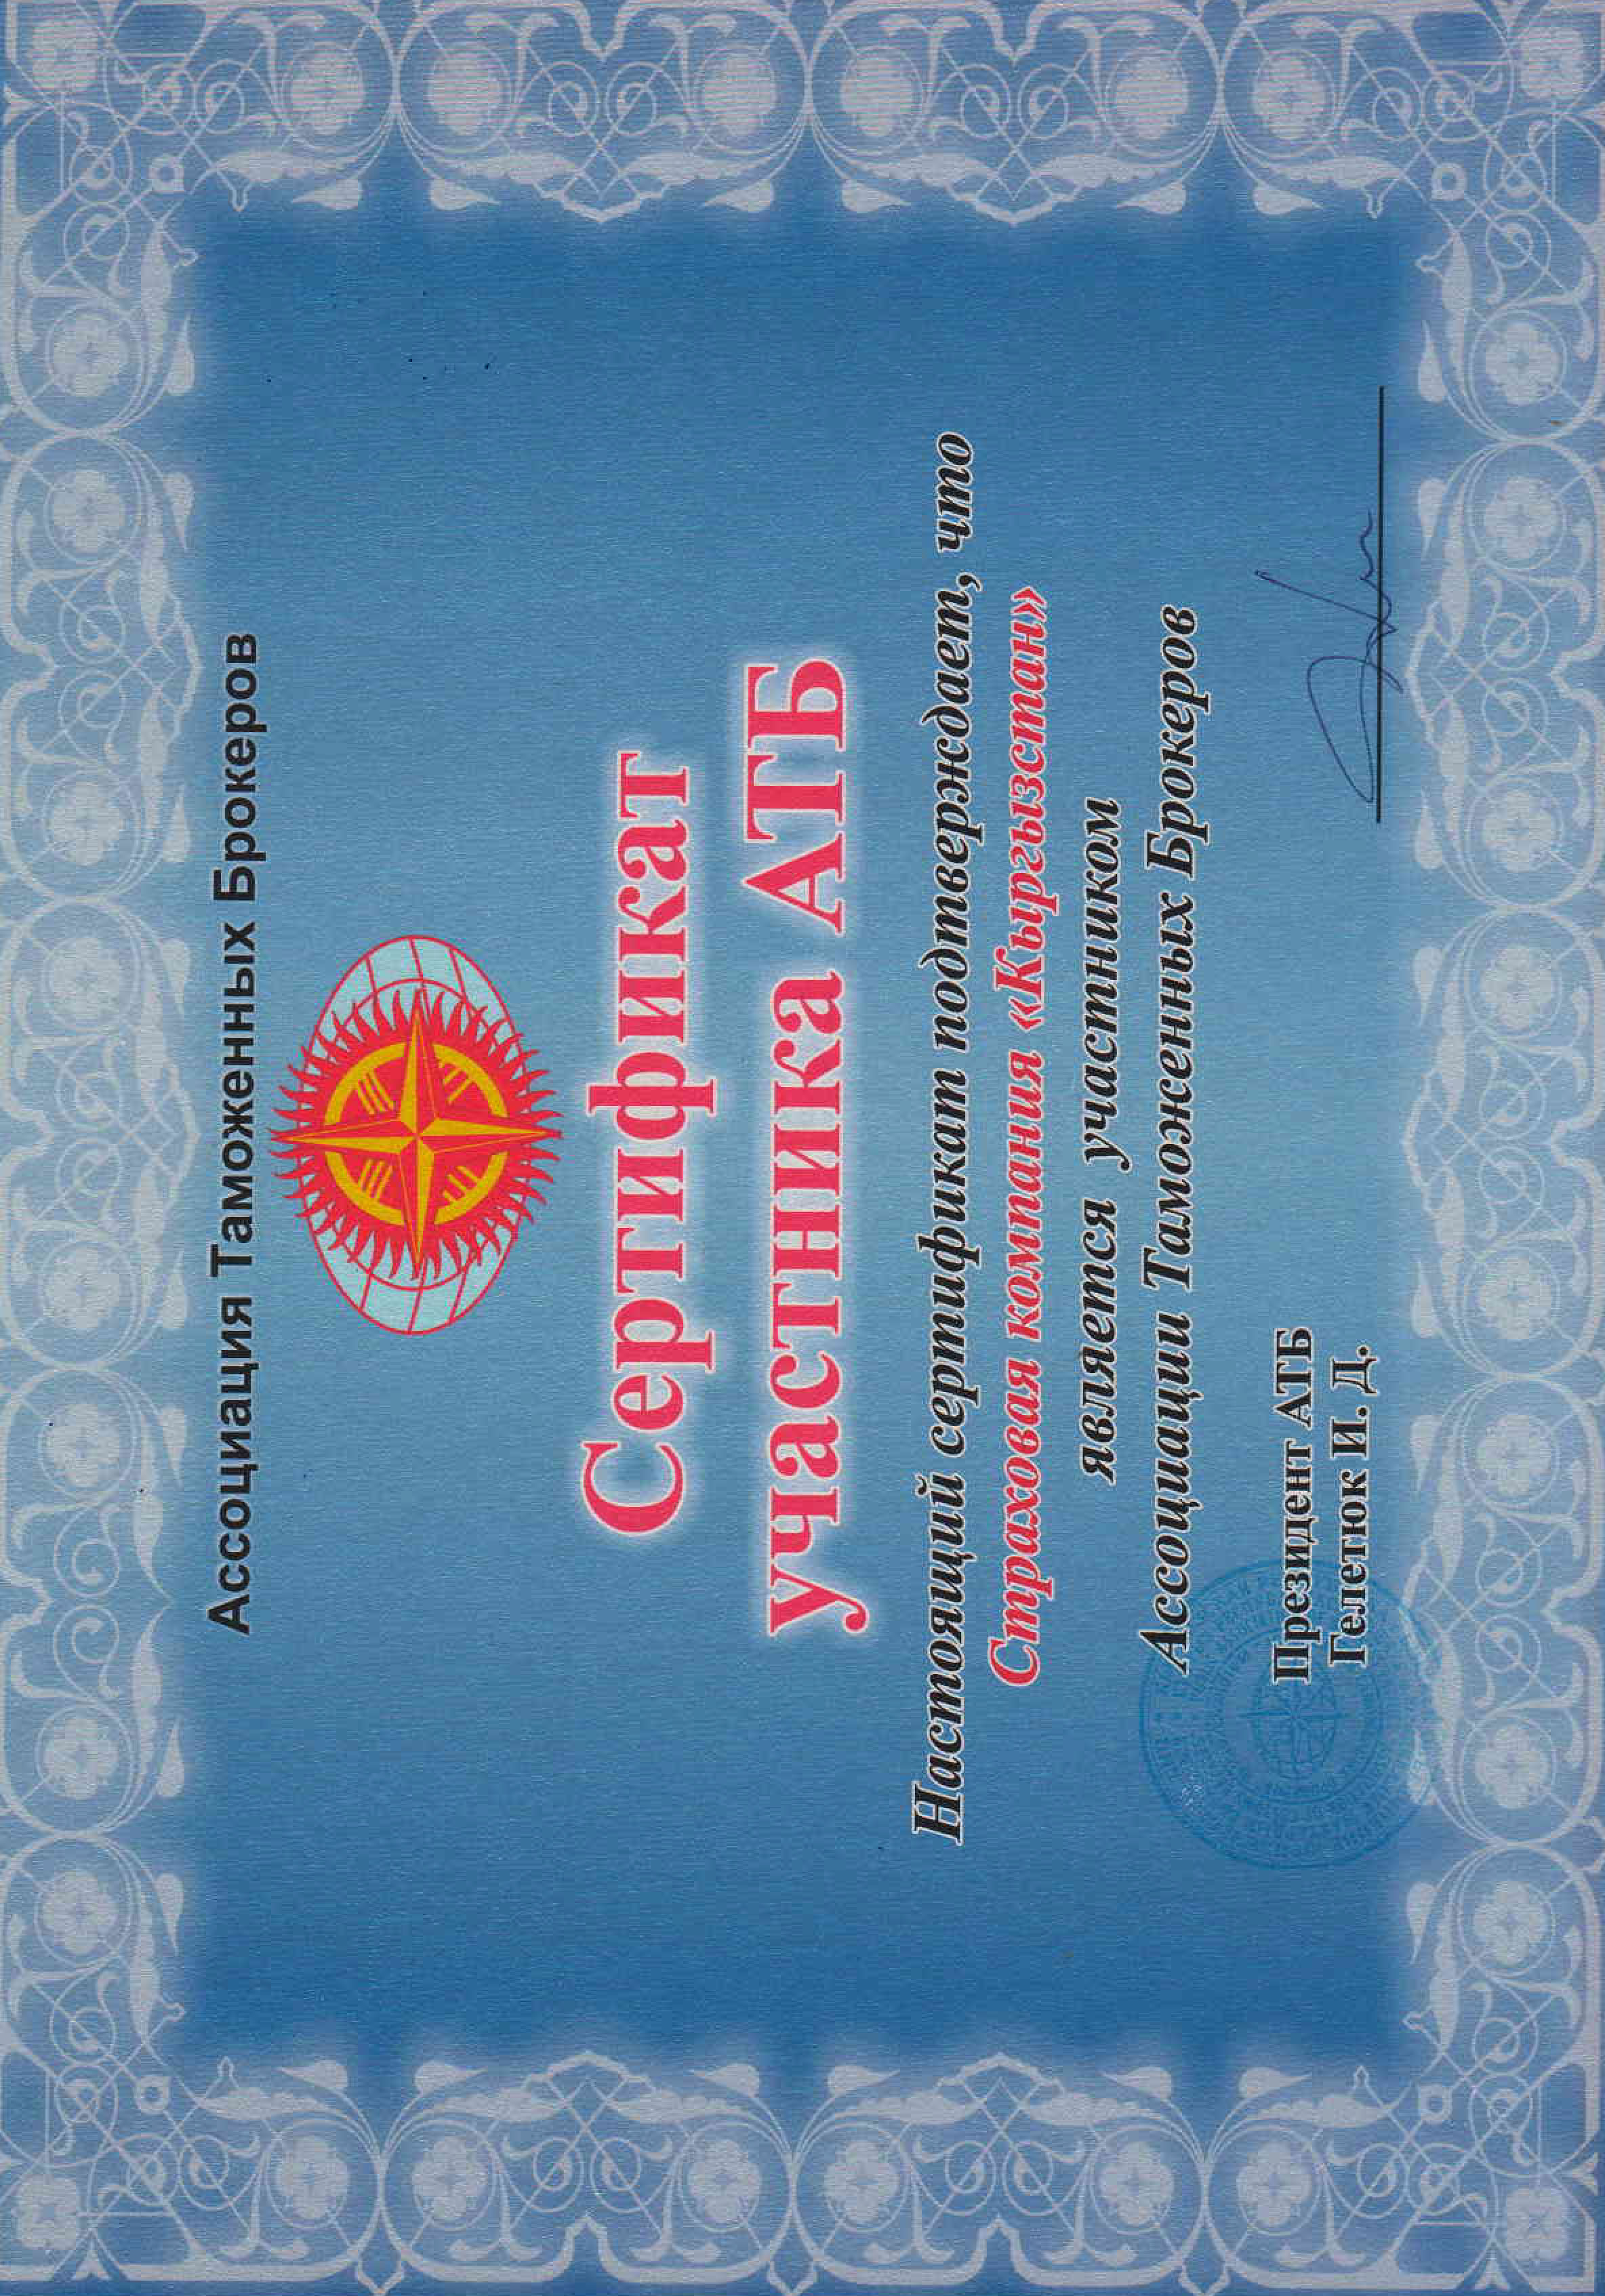 Ассоциация Таможенных Брокеров
Сертификат
участника АТБ
Настоящий сертификат подтверждает, что
Страховая компания «Кыргызстан»
является участником
Ассоциации Таможенных Брокеров
Президент АТБ
Гелетюк И. Д.